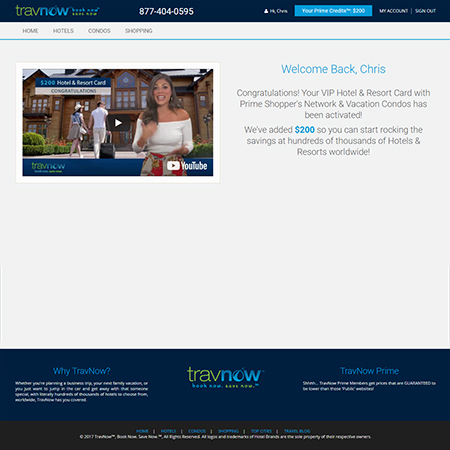 travnow™
book now™
save now.
877-404-0595
Hi, Chris
Your Prime Credits™: $200
MY ACCOUNT | SIGN OUT
HOME HOTELS CONDOS SHOPPING
$200 Hotel & Resort Card
CONGRATULATIONS
travnow
book now. save now.
YouTube
Welcome Back, Chris
Congratulations! Your VIP Hotel & Resort Card with
Prime Shopper's Network & Vacation Condos has
been activated!
We've added $200 so you can start rocking the
savings at hundreds of thousands of Hotels &
Resorts worldwide!
Why TravNow?
Whether you're planning a business trip, your next family vacation, or
you just want to jump in the car and get away with that someone
special, with literally hundreds of thousands of hotels to choose from,
worldwide, TravNow has you covered.
travnow™
book now. save now.™
TravNow Prime
Shhhh... TravNow Prime Members get prices that are GUARANTEED to
be lower than those "Public" websites!
HOME | HOTELS | CONDOS | SHOPPING | TOP CITIES | TRAVEL BLOG
© 2017 TravNow™, Book Now. Save Now.™, All Rights Reserved. All logos and trademarks of Hotel Brands are the sole property of their respective owners.